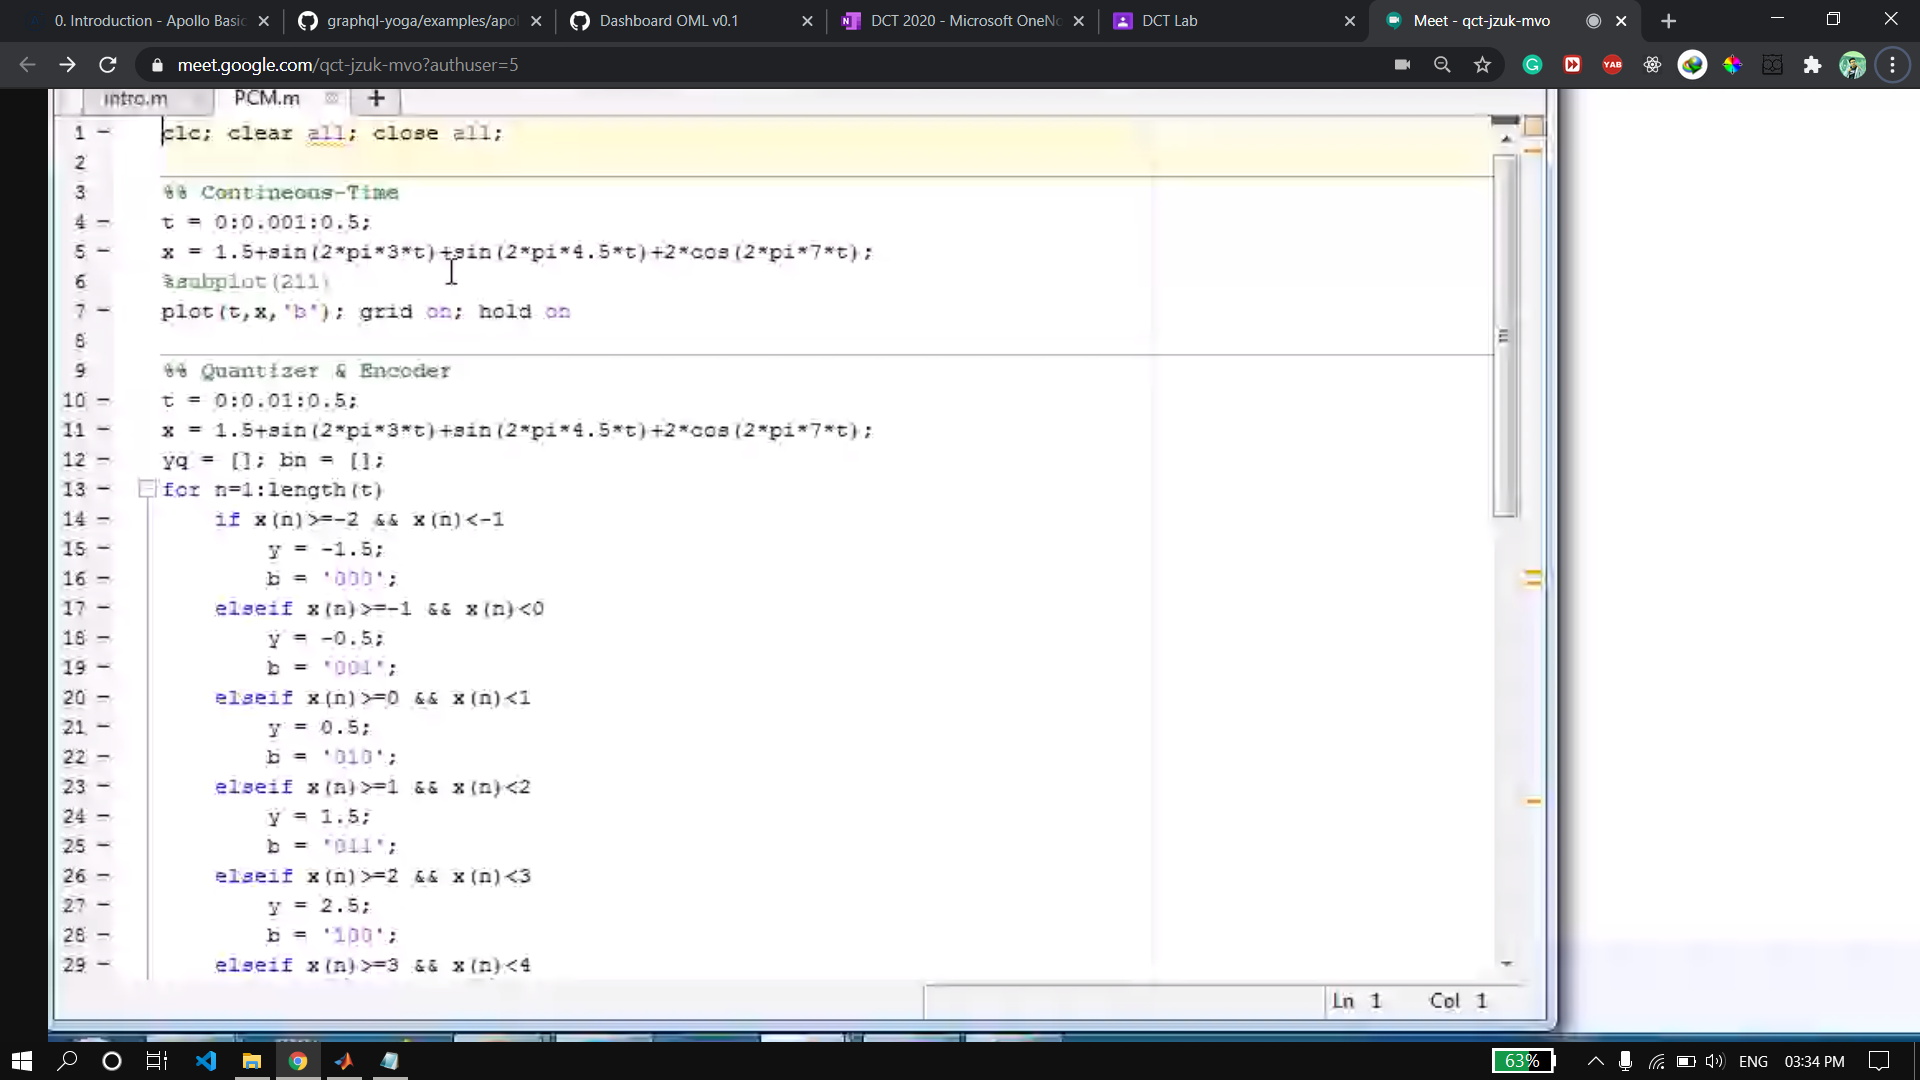 0. Introduction - Apollo Basic
graphql-yoga/examples/apol
Dashboard OML v0.1
DCT 2020 - Microsoft OneNo
DCT Lab
Meet - qct-jzuk-mvo
meet.google.com/qct-jzuk-mvo?authuser=5
YAB
intro.m
PCM.m
1 clc; clear all; close all;
2
3 %% Contineous-Time
4 t = 0:0.001:0.5;
5 x = 1.5+sin(2*pi*3*t)+sin(2*pi*4.5*t)+2*cos(2*pi*7*t);
6 %subplot(211)
7 plot(t,x,'b'); grid on; hold on
8
9 %% Quantizer & Encoder
10 t = 0:0.01:0.5;
11 x = 1.5+sin(2*pi*3*t)+sin(2*pi*4.5*t)+2*cos(2*pi*7*t);
12 yq = []; bn = [];
13 for n=1:length(t)
14 if x(n)>=-2 && x(n)<-1
15 y = -1.5;
16 b = '000';
17 elseif x(n)>=-1 && x(n)<0
18 y = -0.5;
19 b = '001';
20 elseif x(n)>=0 && x(n)<1
21 y = 0.5;
22 b = '010';
23 elseif x(n)>=1 && x(n)<2
24 y = 1.5;
25 b = '011';
26 elseif x(n)>=2 && x(n)<3
27 y = 2.5;
28 b = '100';
29 elseif x(n)>=3 && x(n)<4
Ln 1 Col 1
63%
ENG
03:34 PM